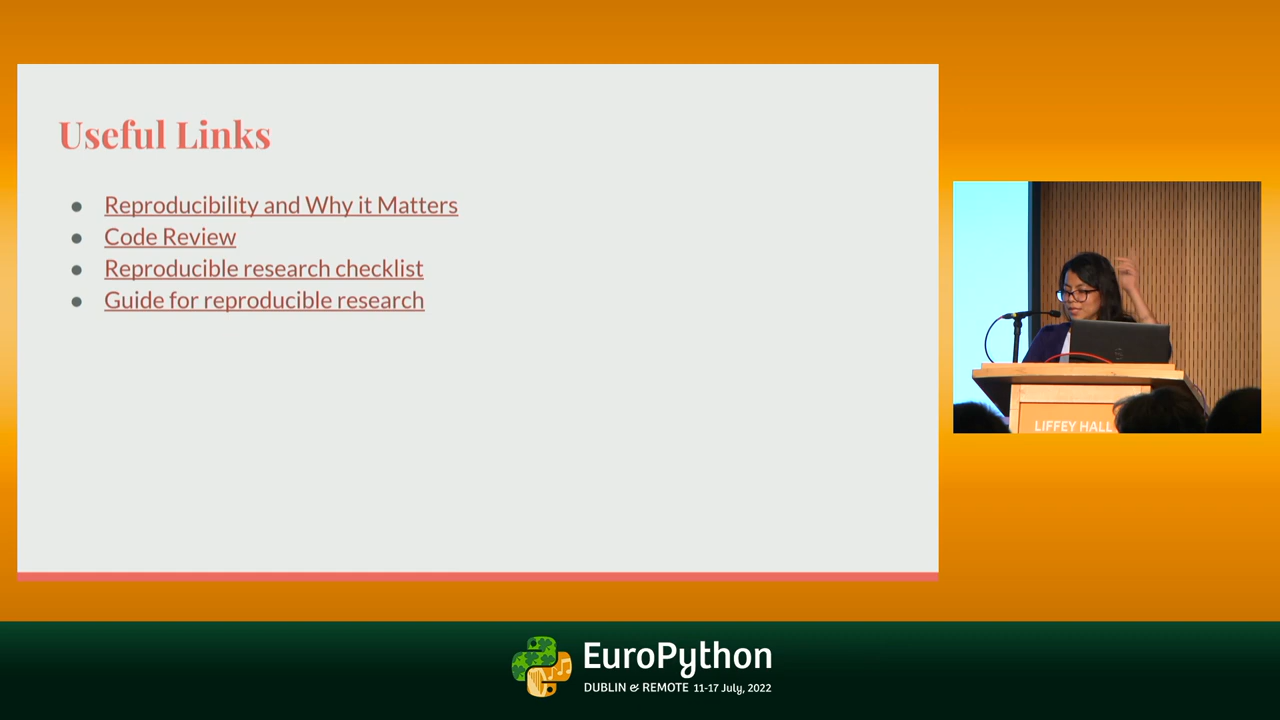 Useful Links
Reproducibility and Why it Matters
Code Review
Reproducible research checklist
Guide for reproducible research
LIFFEY HALL
EuroPython
DUBLIN & REMOTE 11-17 July, 2022